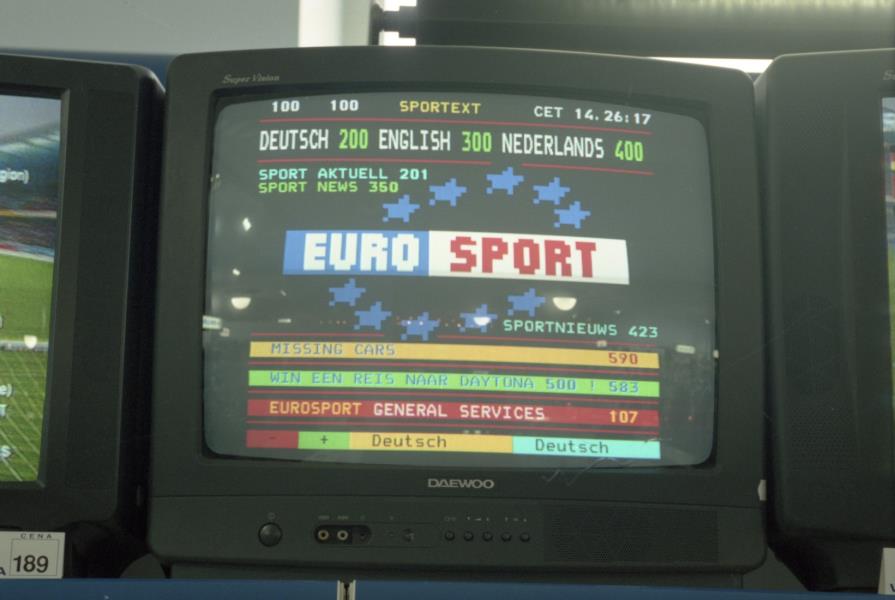 Super Vision
100 100 SPORTEXT CET 14.26:17
DEUTSCH 200 ENGLISH 300 NEDERLANDS 400
SPORT AKTUELL 201
SPORT NEWS 350
EUROSPORT
SPORTNIEUWS 423
MISSING CARS 590
WIN EEN REIS NAAR DAYTONA 500 ! 583
EUROSPORT GENERAL SERVICES 107
- + Deutsch Deutsch
DAEWOO
CENA
189